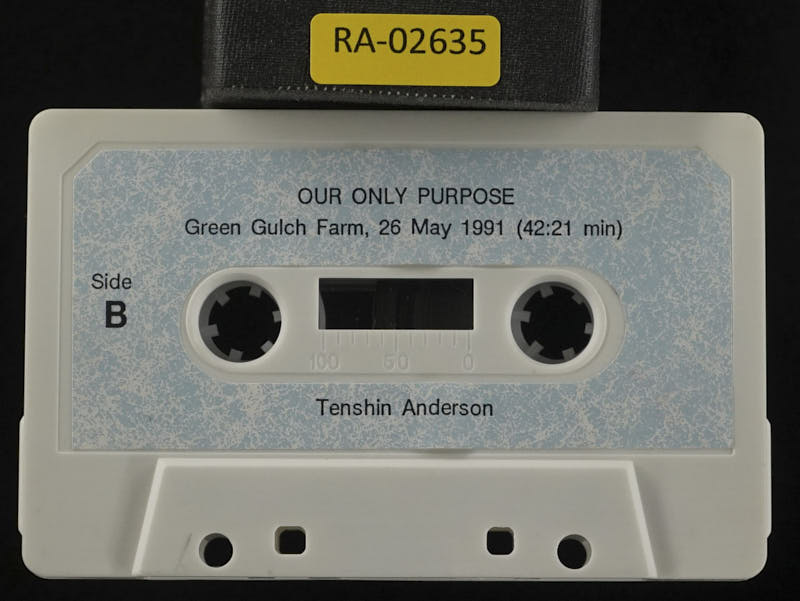 RA-02635
OUR ONLY PURPOSE
Green Gulch Farm, 26 May 1991 (42:21 min)
Side
B
100 50 0
Tenshin Anderson